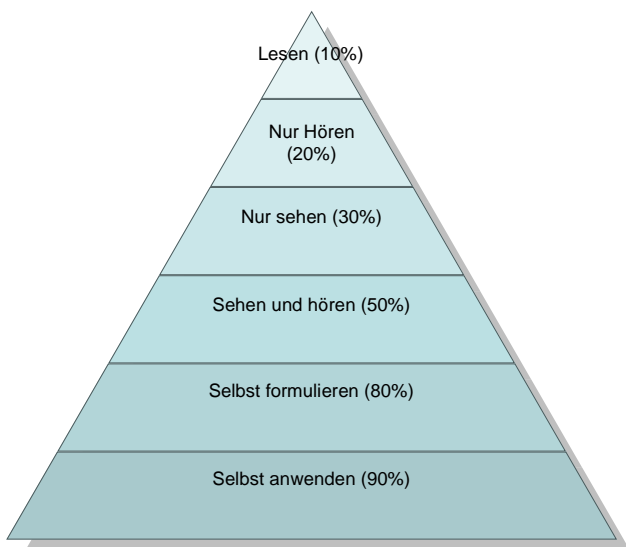 Lesen (10%)
Nur Hören
(20%)
Nur sehen (30%)
Sehen und hören (50%)
Selbst formulieren (80%)
Selbst anwenden (90%)